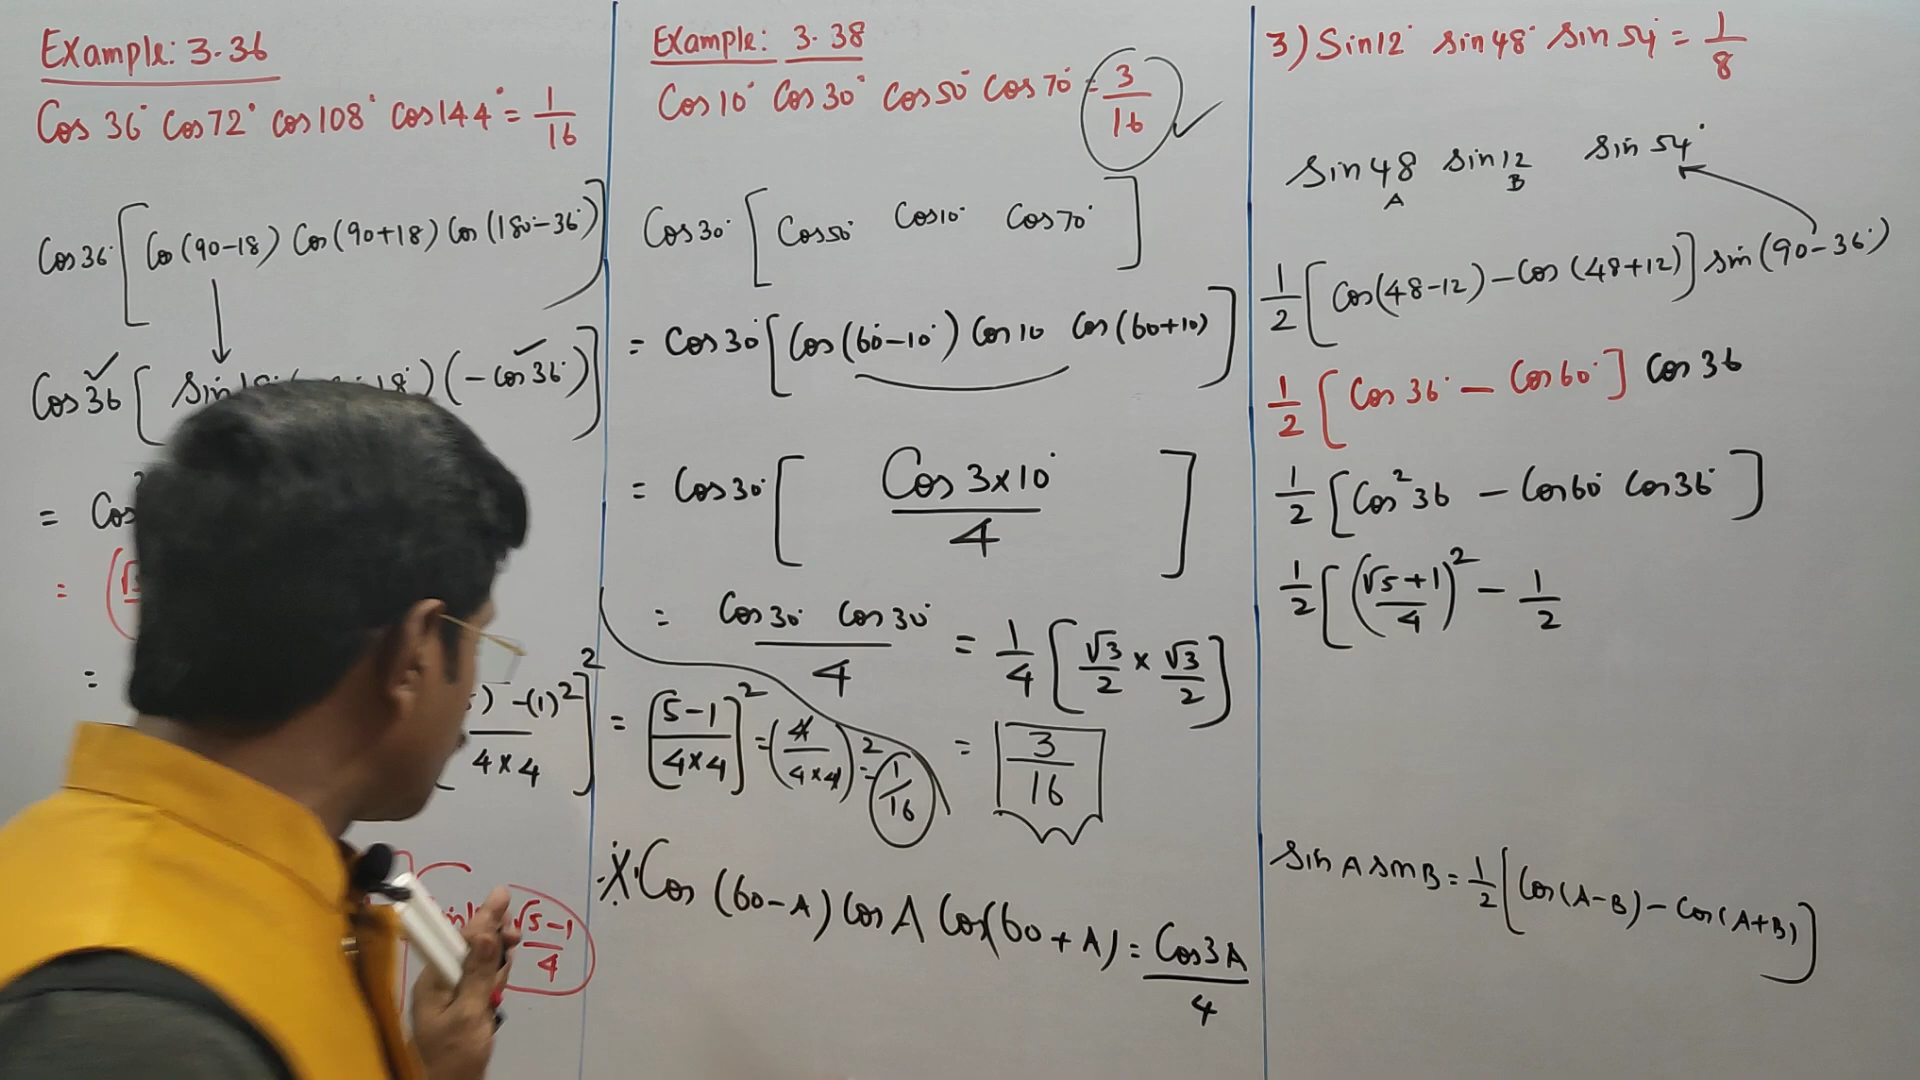 Example: 3.36
Cos 36° Cos 72° cos 108° cos 144° = 1/16
Cos 36° [Cos (90-18) Cos (90+18) Cos (180°-36°)]
Cos 36 [Sin 18°) (-cos 36°)]
= Cos
= (√5
=
) -(1)²]² / 4×4 = [5-1 / 4×4]² = (4 / 4×4)² = 1/16
√5-1 / 4
Example: 3.38
Cos 10° Cos 30° Cos 50° Cos 70° = 3/16
Cos 30° [Cos 50° Cos 10° Cos 70°]
= Cos 30° [Cos (60°-10°) Cos 10 Cos (60+10)]
= Cos 30° [Cos 3×10° / 4]
= Cos 30° Cos 30° / 4 = 1/4 [√3/2 × √3/2]
= 3/16
Cos (60-A) Cos A Cos (60+A) = Cos 3A / 4
3) Sin 12° Sin 48° Sin 54° = 1/8
Sin 48 Sin 12 Sin 54°
A B
1/2 [Cos(48-12) - Cos (48+12)] sin (90-36°)
1/2 [Cos 36° - Cos 60°] Cos 36
1/2 [Cos² 36 - Cos 60° Cos 36°]
1/2 [(√5+1 / 4)² - 1/2
Sin A Sin B = 1/2 [Cos (A-B) - Cos (A+B)]